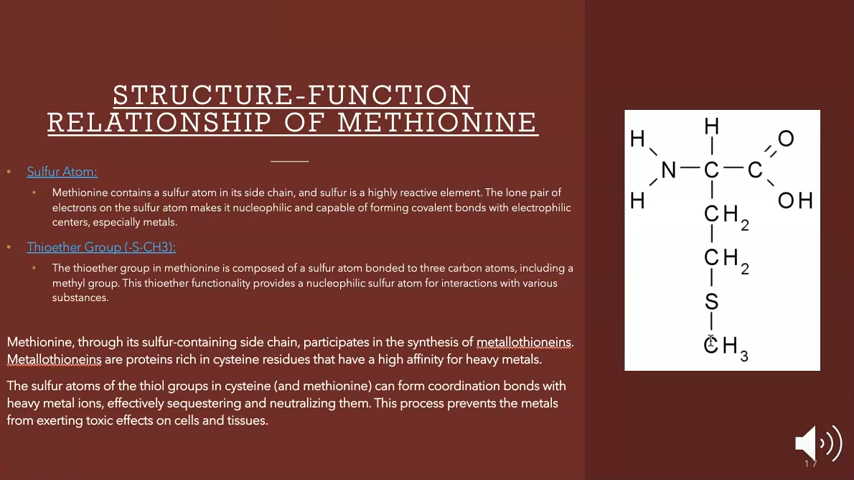 STRUCTURE-FUNCTION
RELATIONSHIP OF METHIONINE
• Sulfur Atom:
• Methionine contains a sulfur atom in its side chain, and sulfur is a highly reactive element. The lone pair of
electrons on the sulfur atom makes it nucleophilic and capable of forming covalent bonds with electrophilic
centers, especially metals.
• Thioether Group (-S-CH3):
• The thioether group in methionine is composed of a sulfur atom bonded to three carbon atoms, including a
methyl group. This thioether functionality provides a nucleophilic sulfur atom for interactions with various
substances.
Methionine, through its sulfur-containing side chain, participates in the synthesis of metallothioneins.
Metallothioneins are proteins rich in cysteine residues that have a high affinity for heavy metals.
The sulfur atoms of the thiol groups in cysteine (and methionine) can form coordination bonds with
heavy metal ions, effectively sequestering and neutralizing them. This process prevents the metals
from exerting toxic effects on cells and tissues.
H H O
N C C
H OH
CH2
CH2
S
CH3
17